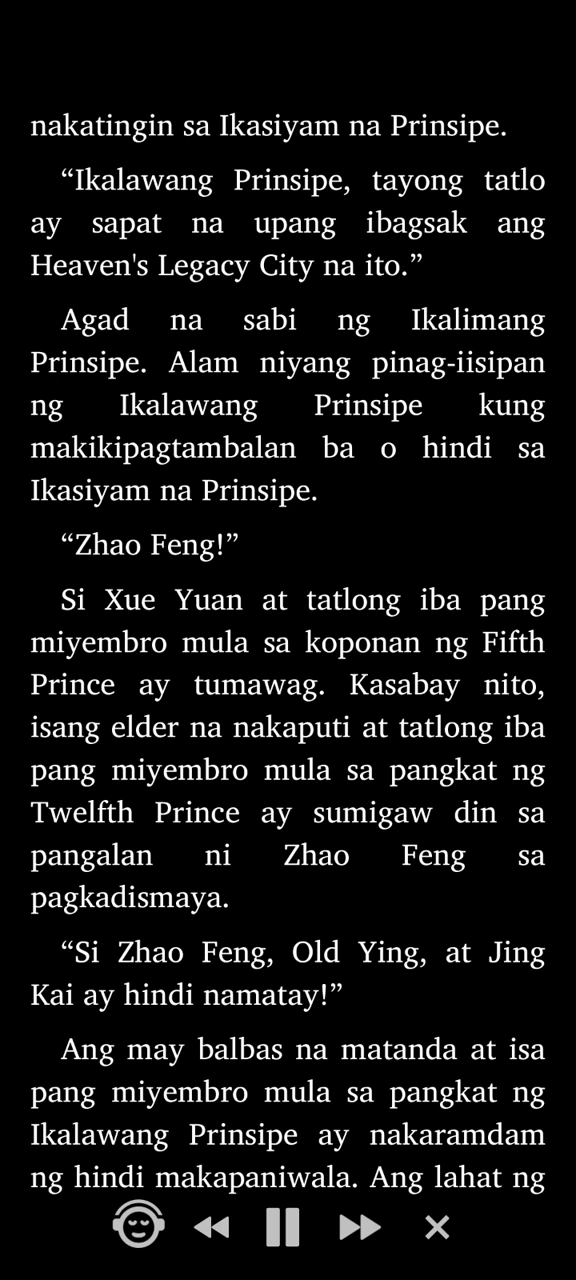 nakatingin sa Ikasiyam na Prinsipe.
“Ikalawang Prinsipe, tayong tatlo
ay sapat na upang ibagsak ang
Heaven's Legacy City na ito.”
Agad na sabi ng Ikalimang
Prinsipe. Alam niyang pinag-iisipan
ng Ikalawang Prinsipe kung
makikipagtambalan ba o hindi sa
Ikasiyam na Prinsipe.
“Zhao Feng!”
Si Xue Yuan at tatlong iba pang
miyembro mula sa koponan ng Fifth
Prince ay tumawag. Kasabay nito,
isang elder na nakaputi at tatlong iba
pang miyembro mula sa pangkat ng
Twelfth Prince ay sumigaw din sa
pangalan ni Zhao Feng sa
pagkadismaya.
“Si Zhao Feng, Old Ying, at Jing
Kai ay hindi namatay!”
Ang may balbas na matanda at isa
pang miyembro mula sa pangkat ng
Ikalawang Prinsipe ay nakaramdam
ng hindi makapaniwala. Ang lahat ng